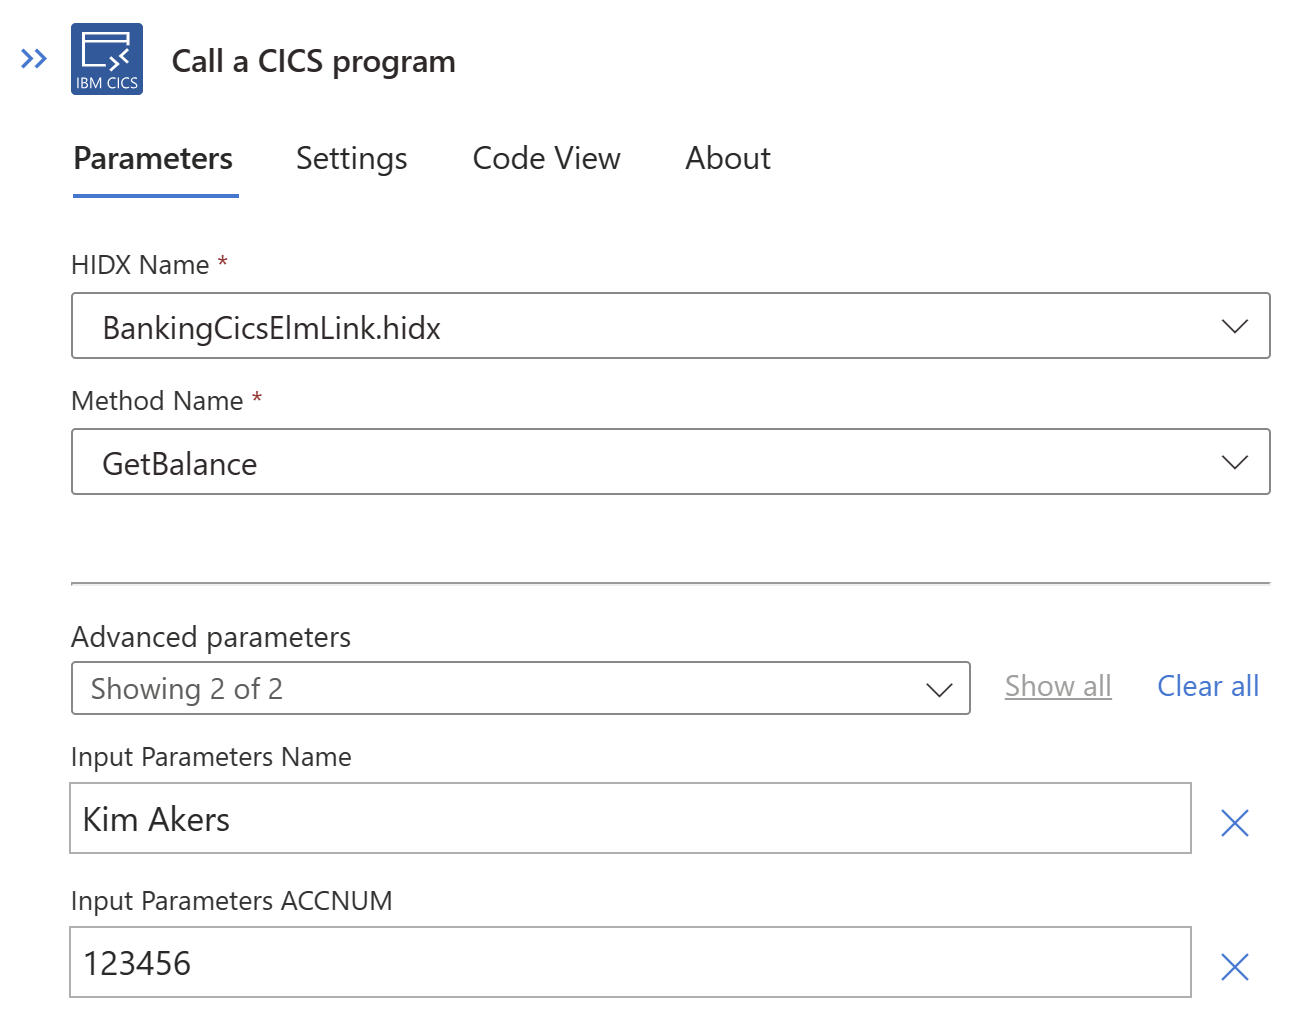 IBM CICS
Call a CICS program
Parameters Settings Code View About
HIDX Name *
BankingCicsElmLink.hidx
Method Name *
GetBalance
Advanced parameters
Showing 2 of 2 Show all Clear all
Input Parameters Name
Kim Akers
Input Parameters ACCNUM
123456